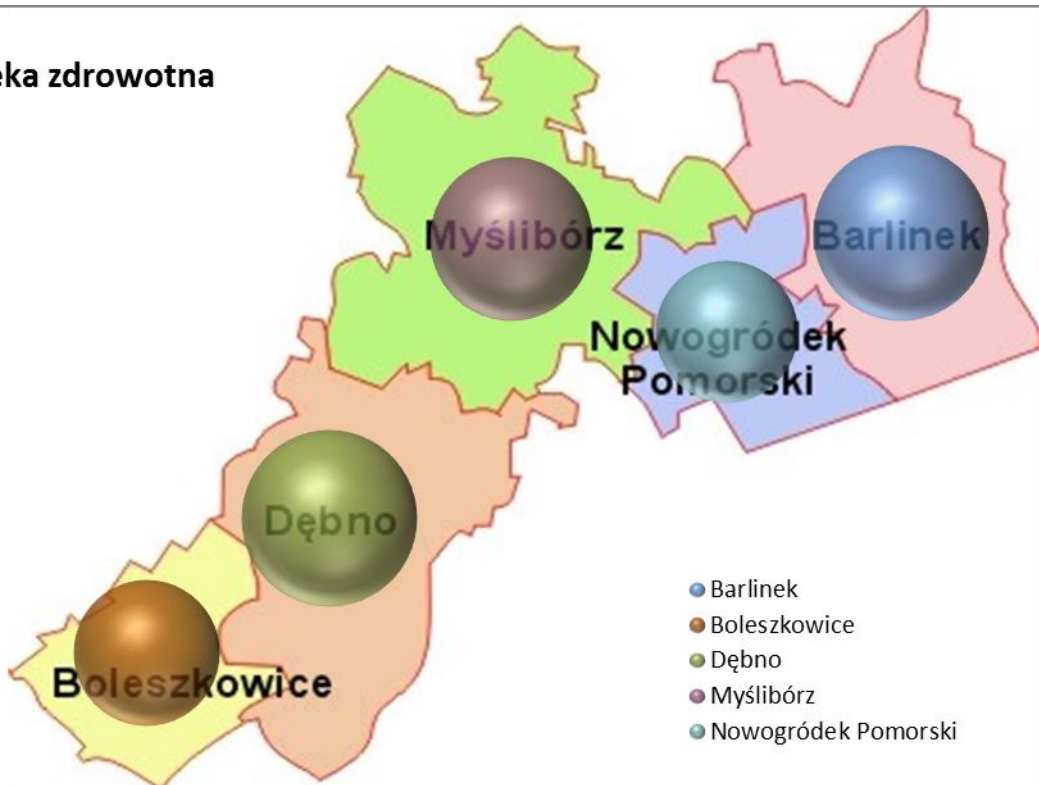 eka zdrowotna
Myślibórz
Barlinek
Nowogródek
Pomorski
Dębno
Boleszkowice
Barlinek
Boleszkowice
Dębno
Myślibórz
Nowogródek Pomorski